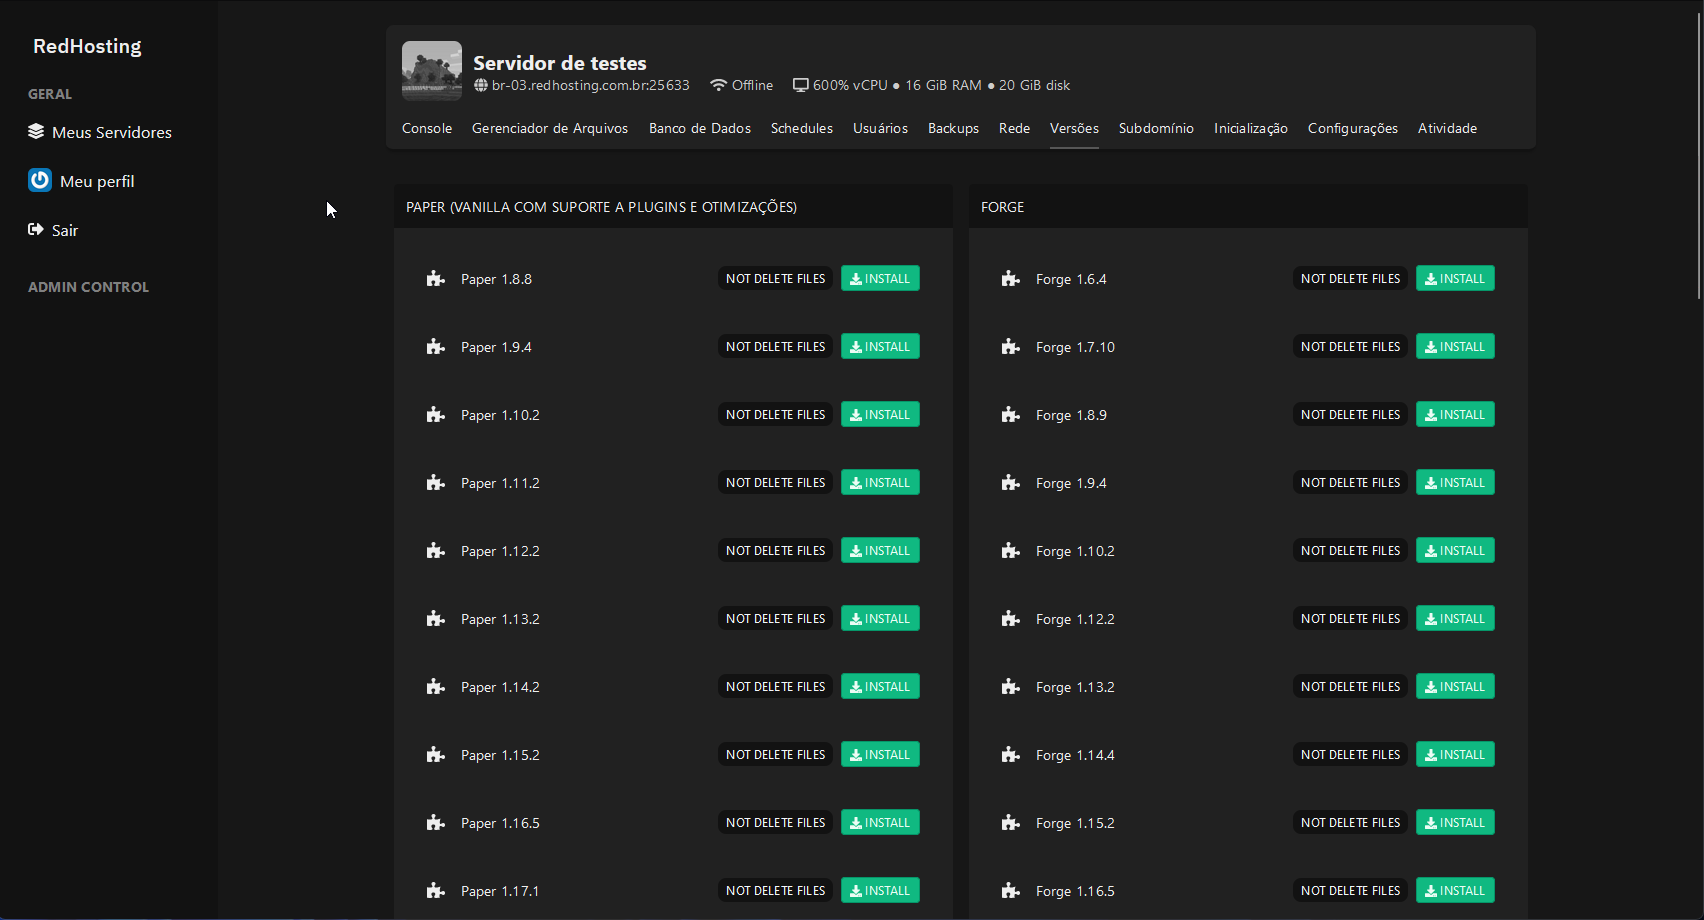 RedHosting
GERAL
Meus Servidores
Meu perfil
Sair
ADMIN CONTROL
Servidor de testes
br-03.redhosting.com.br:25633 Offline 600% vCPU ● 16 GiB RAM ● 20 GiB disk
Console Gerenciador de Arquivos Banco de Dados Schedules Usuários Backups Rede Versões Subdomínio Inicialização Configurações Atividade
PAPER (VANILLA COM SUPORTE A PLUGINS E OTIMIZAÇÕES)
Paper 1.8.8 NOT DELETE FILES INSTALL
Paper 1.9.4 NOT DELETE FILES INSTALL
Paper 1.10.2 NOT DELETE FILES INSTALL
Paper 1.11.2 NOT DELETE FILES INSTALL
Paper 1.12.2 NOT DELETE FILES INSTALL
Paper 1.13.2 NOT DELETE FILES INSTALL
Paper 1.14.2 NOT DELETE FILES INSTALL
Paper 1.15.2 NOT DELETE FILES INSTALL
Paper 1.16.5 NOT DELETE FILES INSTALL
Paper 1.17.1 NOT DELETE FILES INSTALL
FORGE
Forge 1.6.4 NOT DELETE FILES INSTALL
Forge 1.7.10 NOT DELETE FILES INSTALL
Forge 1.8.9 NOT DELETE FILES INSTALL
Forge 1.9.4 NOT DELETE FILES INSTALL
Forge 1.10.2 NOT DELETE FILES INSTALL
Forge 1.12.2 NOT DELETE FILES INSTALL
Forge 1.13.2 NOT DELETE FILES INSTALL
Forge 1.14.4 NOT DELETE FILES INSTALL
Forge 1.15.2 NOT DELETE FILES INSTALL
Forge 1.16.5 NOT DELETE FILES INSTALL